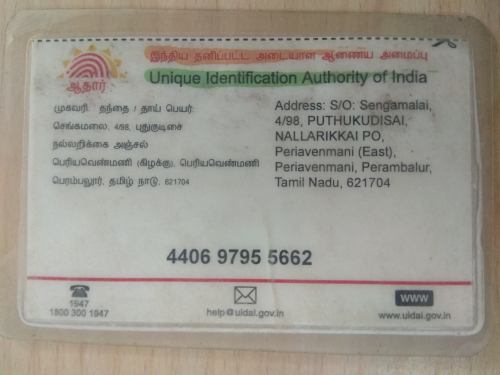 இந்திய தனிப்பட்ட அடையாள ஆணைய அமைப்பு
Unique Identification Authority of India
ஆதார்
முகவரி: தந்தை / தாய் பெயர்:
செங்கமலை, 4/98, புதுகுடிசை
நல்லறிக்கை அஞ்சல்
பெரியவெண்மணி (கிழக்கு), பெரியவெண்மணி
பெரம்பலூர், தமிழ் நாடு, 621704
Address: S/O: Sengamalai,
4/98, PUTHUKUDISAI,
NALLARIKKAI PO,
Periavenmani (East),
Periavenmani, Perambalur,
Tamil Nadu, 621704
4406 9795 5662
1947
1800 300 1947
help@uidai.gov.in
www
www.uidai.gov.in